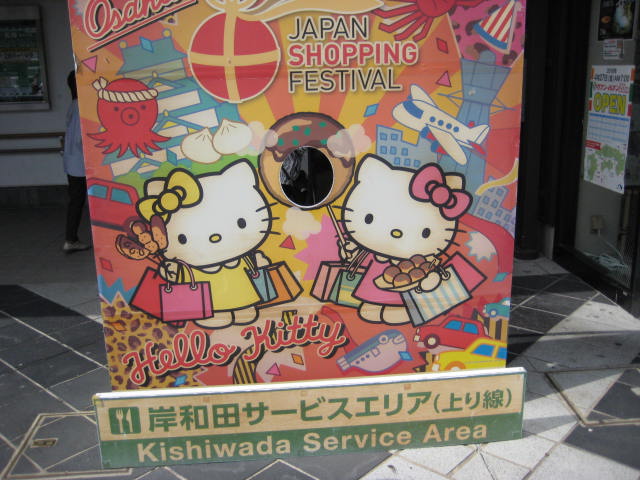 Osaka
JAPAN
SHOPPING
FESTIVAL
OPEN
Hello Kitty
岸和田サービスエリア(上り線)
Kishiwada Service Area